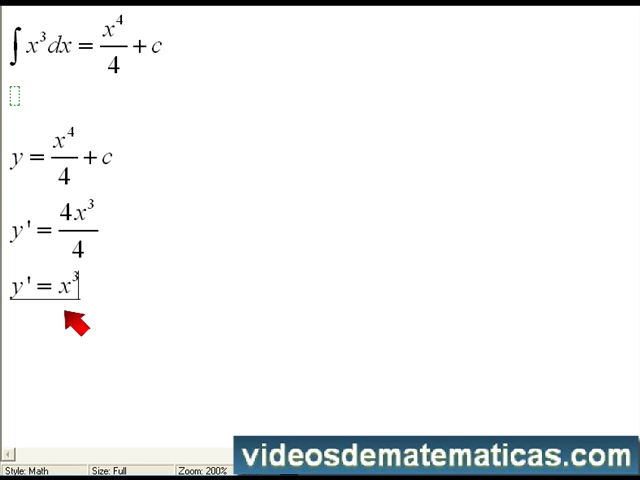 ∫ x³dx = x⁴/4 + c
y = x⁴/4 + c
y' = 4x³/4
y' = x³
videosdematematicas.com
Style: Math Size: Full Zoom: 200%